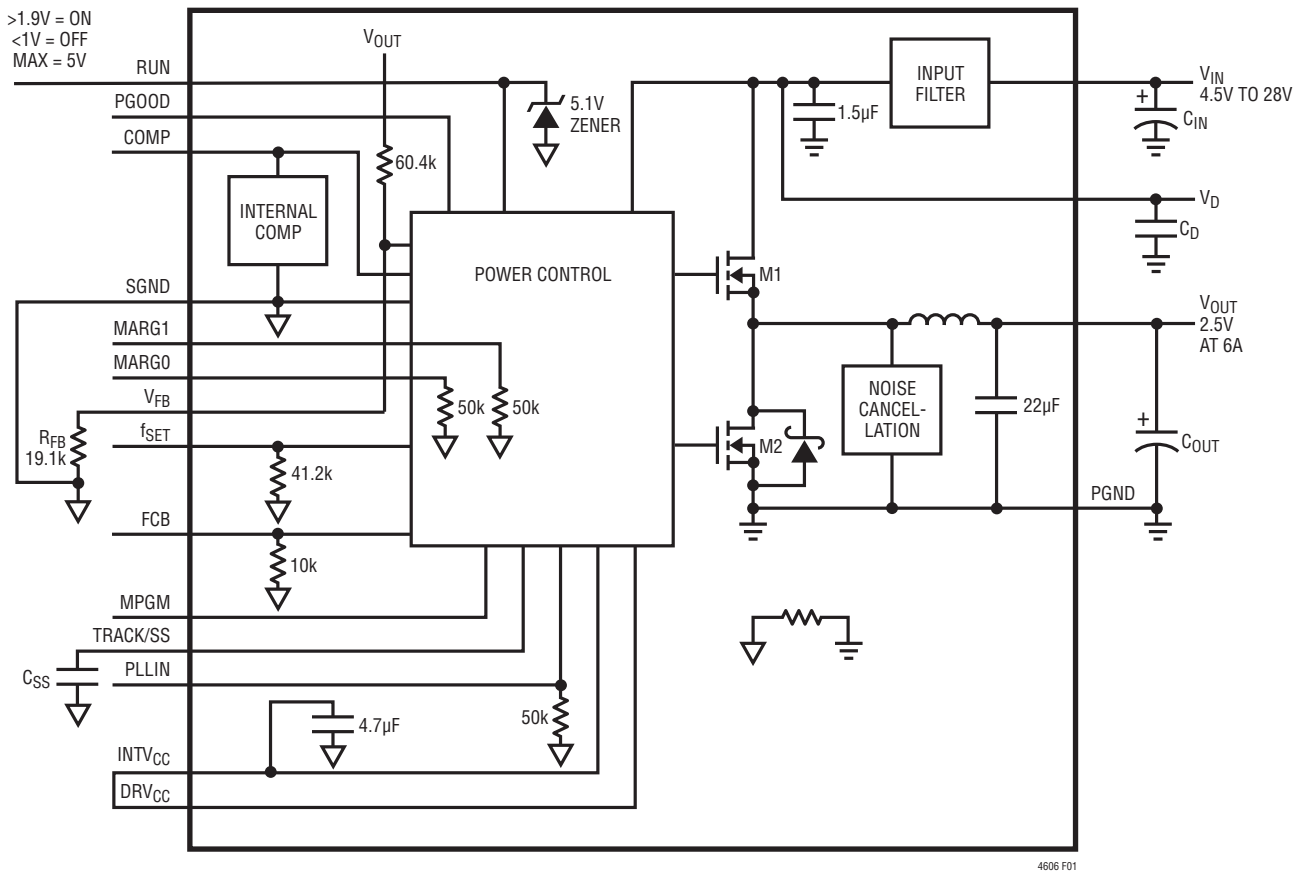 >1.9V = ON
<1V = OFF
MAX = 5V
RUN
PGOOD
COMP
VOUT
5.1V
ZENER
60.4k
INTERNAL
COMP
POWER CONTROL
INPUT
FILTER
1.5µF
VIN
4.5V TO 28V
+
CIN
VD
CD
M1
VOUT
2.5V
AT 6A
SGND
MARG1
MARG0
VFB
fSET
RFB
19.1k
50k
50k
41.2k
FCB
10k
M2
NOISE
CANCEL-
LATION
22µF
+
COUT
PGND
MPGM
TRACK/SS
CSS
PLLIN
50k
4.7µF
INTVCC
DRVCC
4606 F01